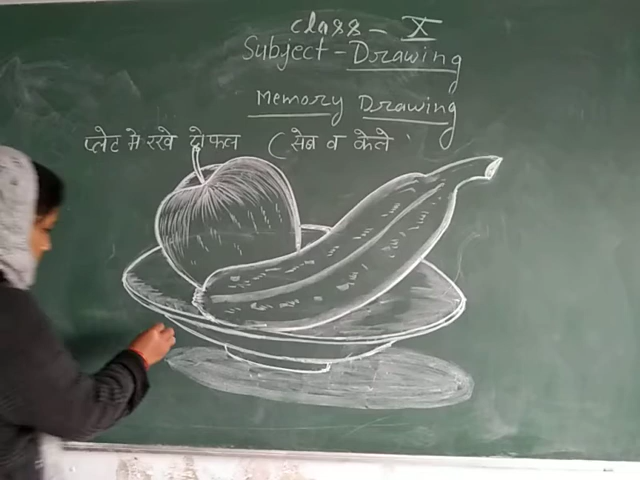 Class - X
Subject - Drawing
Memory Drawing
प्लेट मे रखे दो फल ( सेब व केले